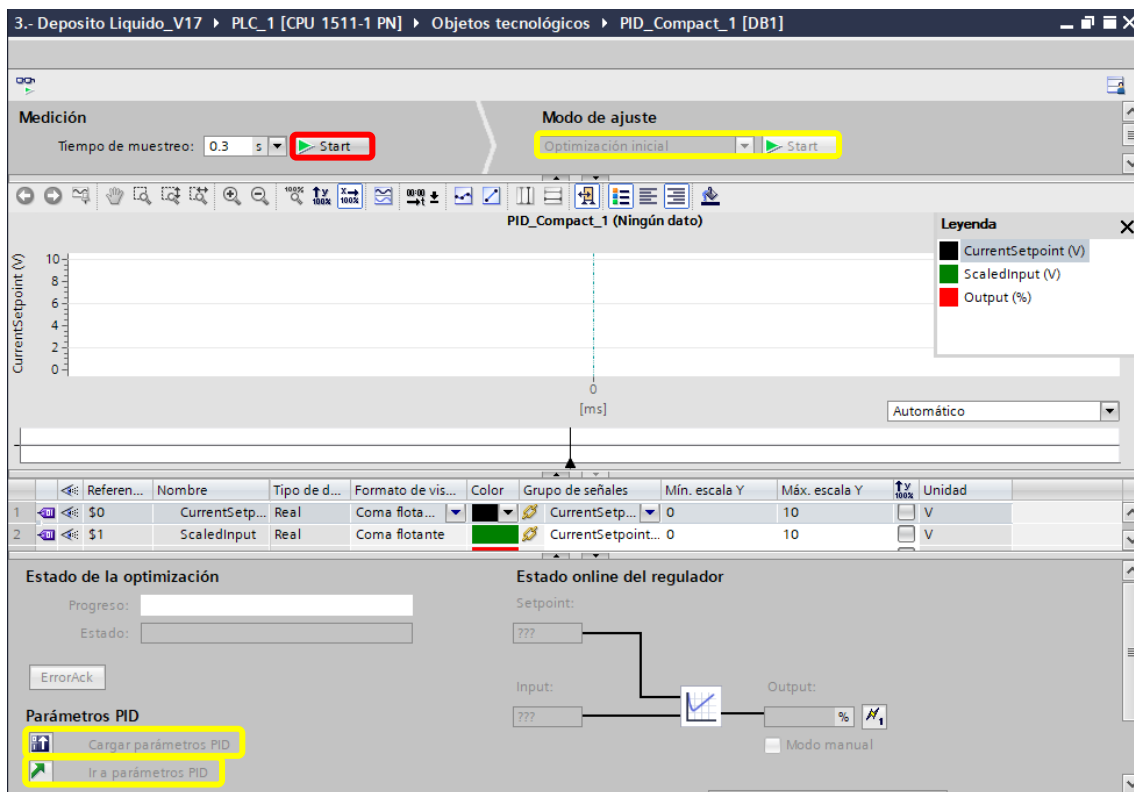 3.- Deposito Liquido_V17 ▸ PLC_1 [CPU 1511-1 PN] ▸ Objetos tecnológicos ▸ PID_Compact_1 [DB1]
Medición
Modo de ajuste
Tiempo de muestreo: 0.3 s Start
Optimización inicial Start
PID_Compact_1 (Ningún dato)
Leyenda
CurrentSetpoint (V)
ScaledInput (V)
Output (%)
CurrentSetpoint (V)
10
8
6
4
2
0
0
[ms]
Automático
Referen... Nombre Tipo de d... Formato de vis... Color Grupo de señales Mín. escala Y Máx. escala Y Unidad
1 $0 CurrentSetp... Real Coma flota... CurrentSetp... 0 10 V
2 $1 ScaledInput Real Coma flotante CurrentSetpoint... 0 10 V
Estado de la optimización
Progreso:
Estado:
ErrorAck
Parámetros PID
Cargar parámetros PID
Ir a parámetros PID
Estado online del regulador
Setpoint:
???
Input:
???
Output:
%
Modo manual